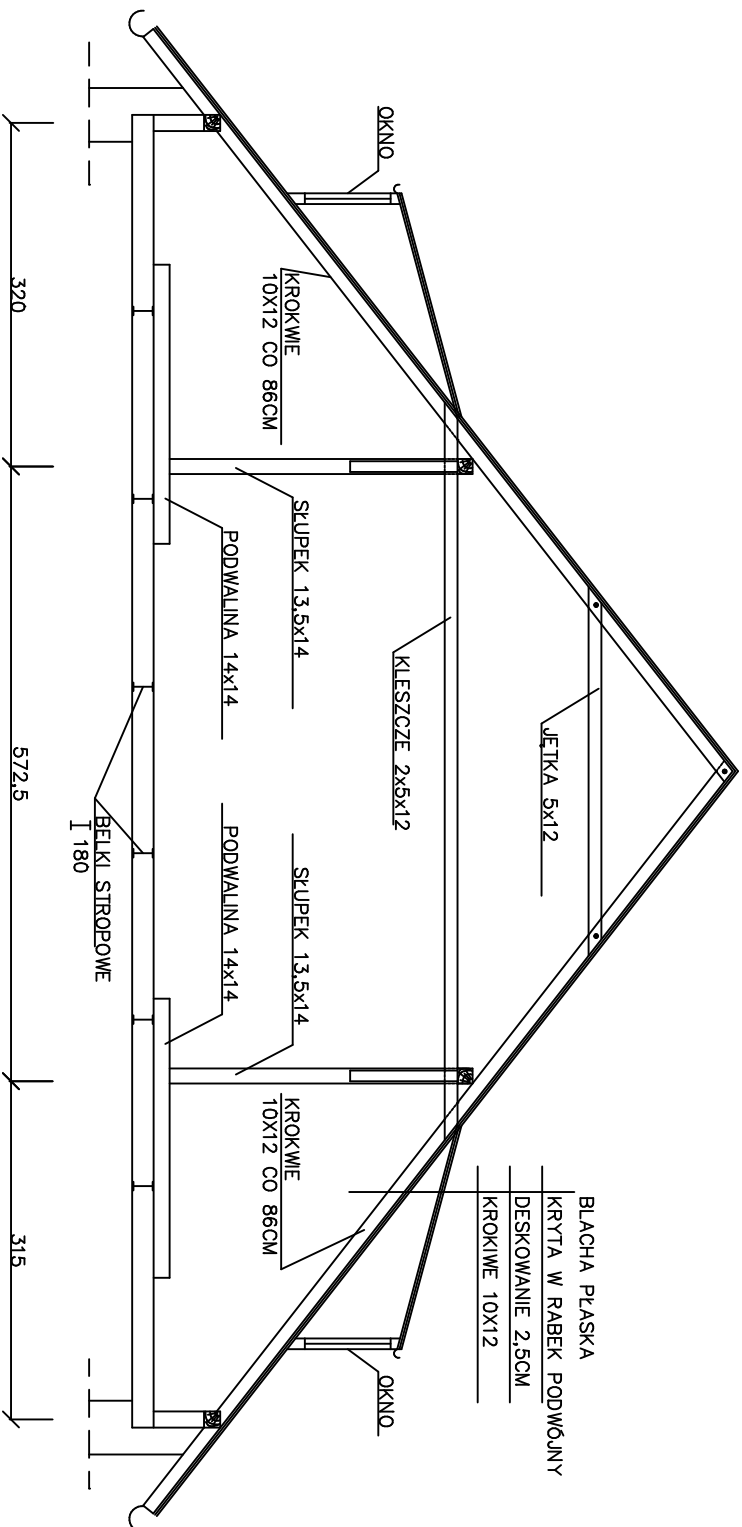 BLACHA PŁASKA
KRYTA W RABEK PODWÓJNY
DESKOWANIE 2,5CM
KROKIWE 10X12
JĘTKA 5x12
KLESZCZE 2x5x12
OKNO
OKNO
KROKWIE
10X12 CO 86CM
SŁUPEK 13,5x14
SŁUPEK 13,5x14
KROKWIE
10X12 CO 86CM
PODWALINA 14x14
PODWALINA 14x14
BELKI STROPOWE
I 180
320
572,5
315